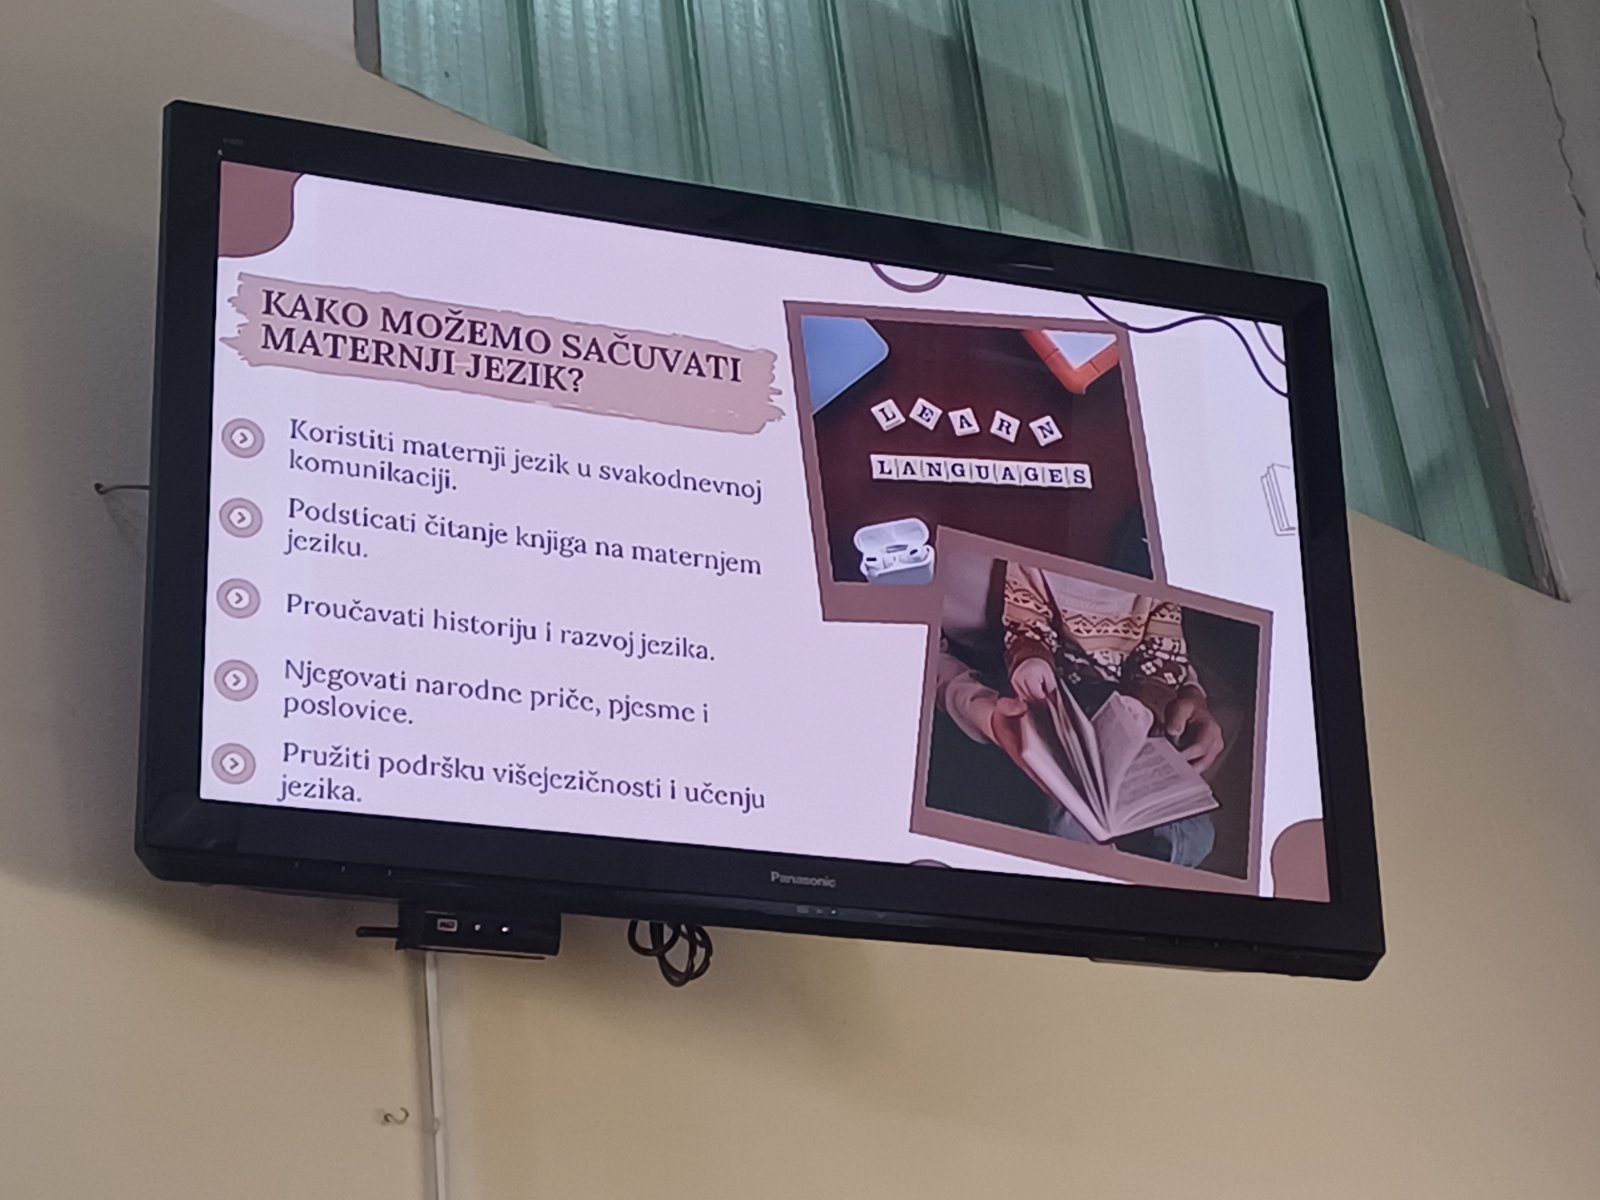 KAKO MOŽEMO SAČUVATI
MATERNJI JEZIK?
Koristiti maternji jezik u svakodnevnoj
komunikaciji.
Podsticati čitanje knjiga na maternjem
jeziku.
Proučavati historiju i razvoj jezika.
Njegovati narodne priče, pjesme i
poslovice.
Pružiti podršku višejezičnosti i učenju
jezika.
LEARN
LANGUAGES
Panasonic